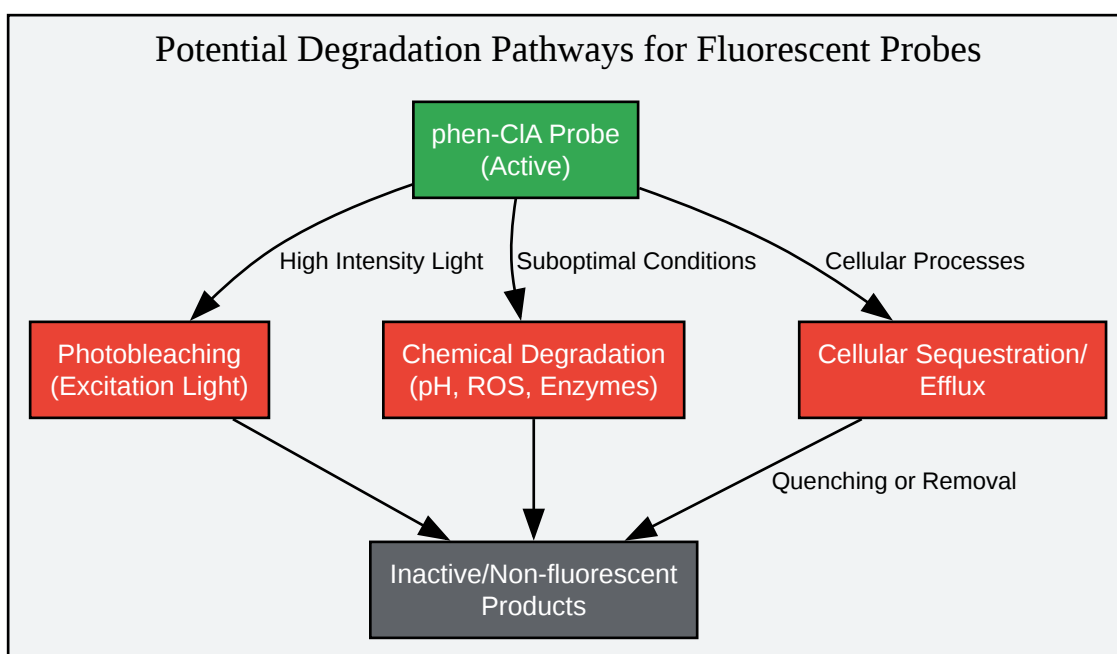 Potential Degradation Pathways for Fluorescent Probes
phen-ClA Probe
(Active)
High Intensity Light
Suboptimal Conditions
Cellular Processes
Photobleaching
(Excitation Light)
Chemical Degradation
(pH, ROS, Enzymes)
Cellular Sequestration/
Efflux
Quenching or Removal
Inactive/Non-fluorescent
Products